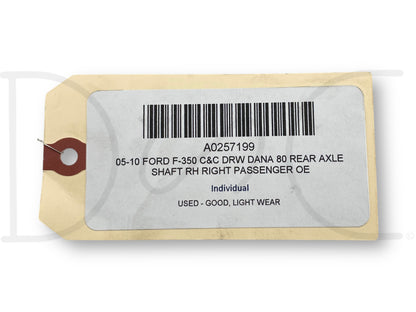 A0257199
05-10 FORD F-350 C&C DRW DANA 80 REAR AXLE
SHAFT RH RIGHT PASSENGER OE
Individual
USED - GOOD, LIGHT WEAR